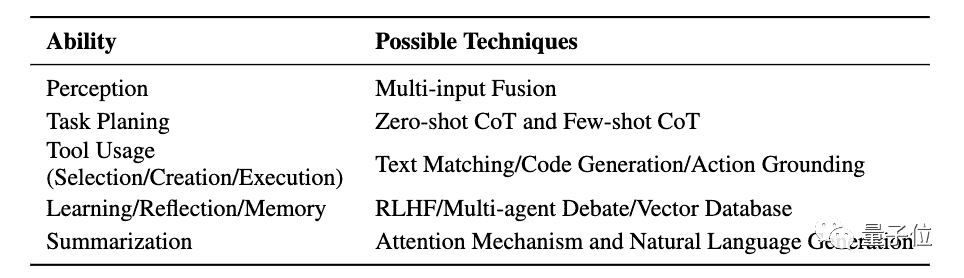 Ability Possible Techniques
Perception Multi-input Fusion
Task Planing Zero-shot CoT and Few-shot CoT
Tool Usage
(Selection/Creation/Execution) Text Matching/Code Generation/Action Grounding
Learning/Reflection/Memory RLHF/Multi-agent Debate/Vector Database
Summarization Attention Mechanism and Natural Language Generation
量子位